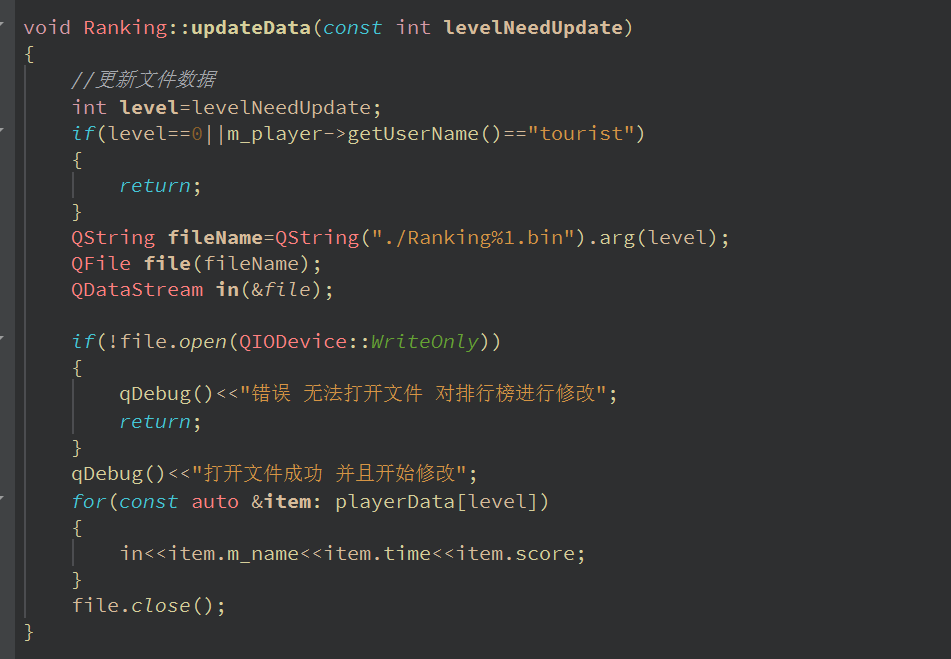 void Ranking::updateData(const int levelNeedUpdate)
{
    //更新文件数据
    int level=levelNeedUpdate;
    if(level==0||m_player->getUserName()=="tourist")
    {
        return;
    }
    QString fileName=QString("./Ranking%1.bin").arg(level);
    QFile file(fileName);
    QDataStream in(&file);

    if(!file.open(QIODevice::WriteOnly))
    {
        qDebug()<<"错误 无法打开文件 对排行榜进行修改";
        return;
    }
    qDebug()<<"打开文件成功 并且开始修改";
    for(const auto &item: playerData[level])
    {
        in<<item.m_name<<item.time<<item.score;
    }
    file.close();
}